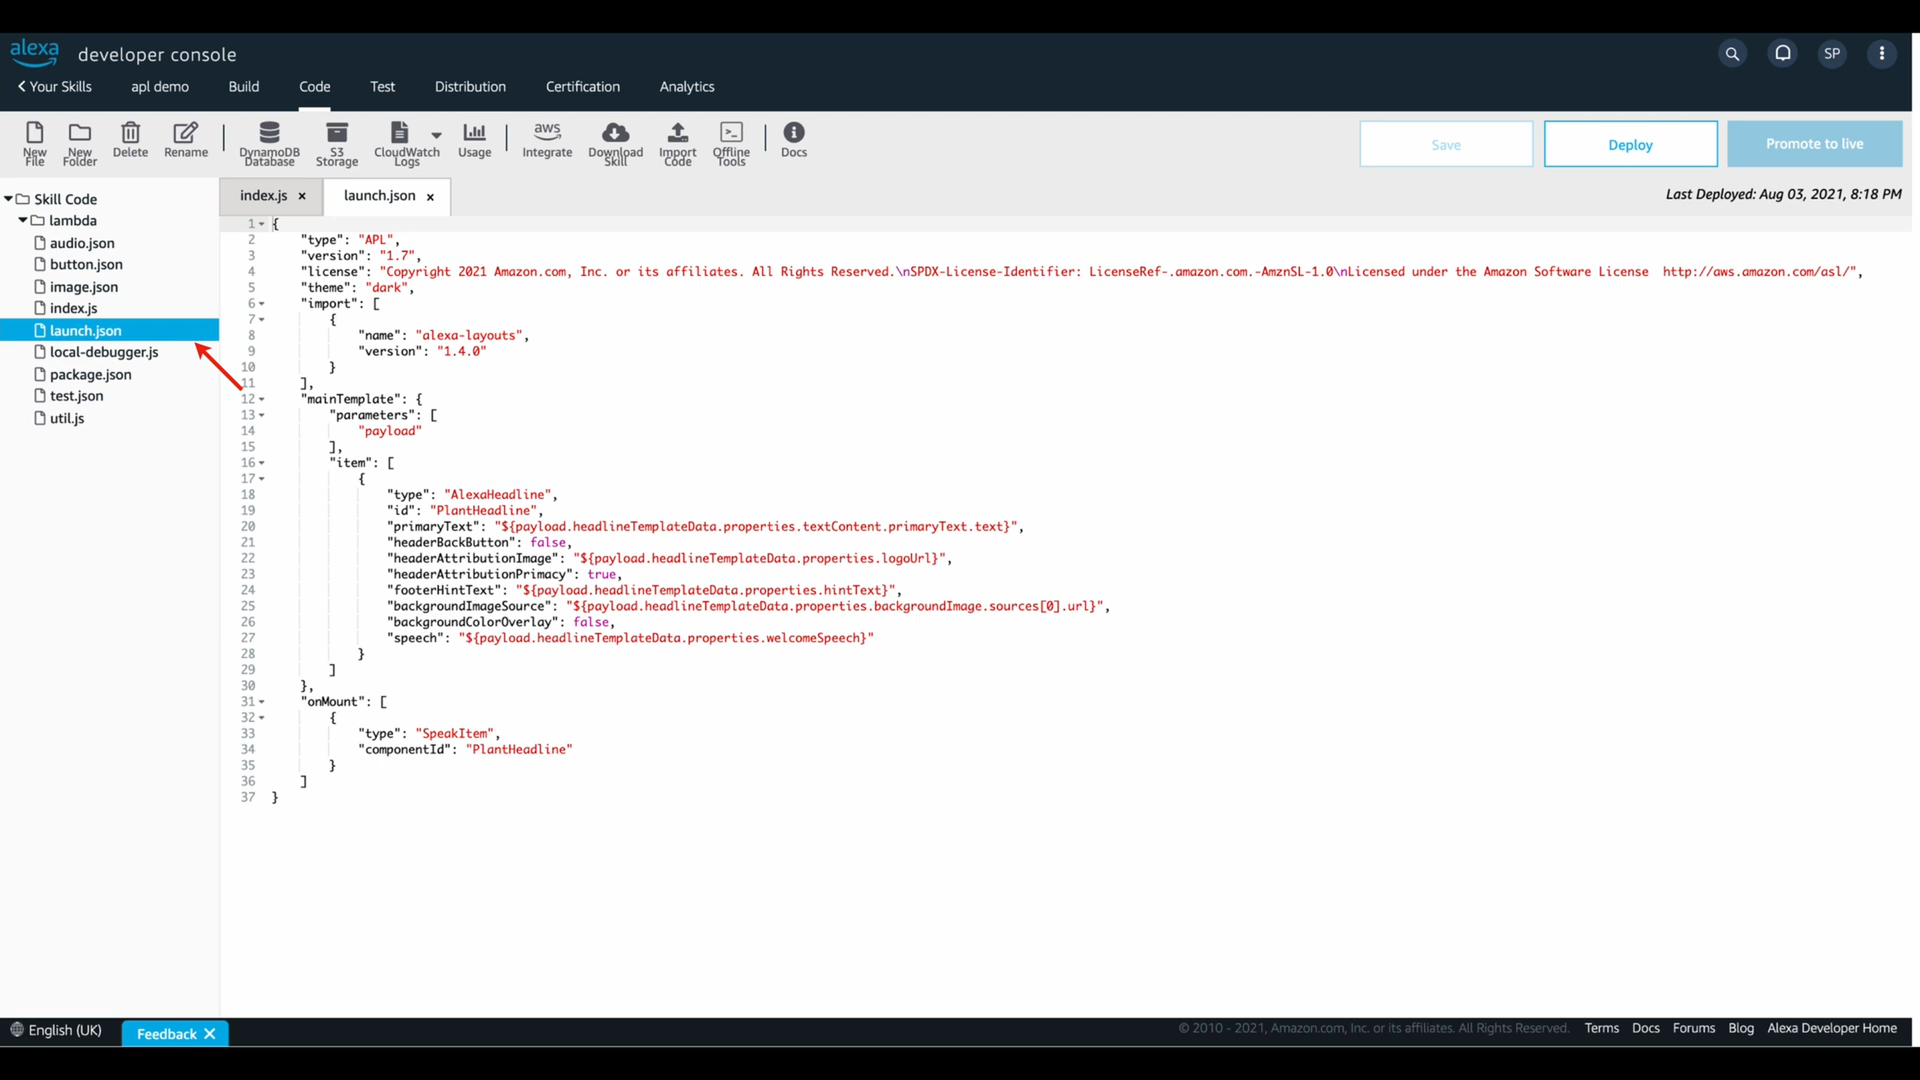 alexa developer console SP
Your Skills apl demo Build Code Test Distribution Certification Analytics
New File New Folder Delete Rename DynamoDB Database S3 Storage CloudWatch Logs Usage aws Integrate Download Skill Import Code Offline Tools Docs Save Deploy Promote to live
index.js × launch.json × Last Deployed: Aug 03, 2021, 8:18 PM
Skill Code
lambda
audio.json
button.json
image.json
index.js
launch.json
local-debugger.js
package.json
test.json
util.js
1 {
2 "type": "APL",
3 "version": "1.7",
4 "license": "Copyright 2021 Amazon.com, Inc. or its affiliates. All Rights Reserved.\nSPDX-License-Identifier: LicenseRef-.amazon.com.-AmznSL-1.0\nLicensed under the Amazon Software License  http://aws.amazon.com/asl/",
5 "theme": "dark",
6 "import": [
7 {
8 "name": "alexa-layouts",
9 "version": "1.4.0"
10 }
11 ],
12 "mainTemplate": {
13 "parameters": [
14 "payload"
15 ],
16 "item": [
17 {
18 "type": "AlexaHeadline",
19 "id": "PlantHeadline",
20 "primaryText": "${payload.headlineTemplateData.properties.textContent.primaryText.text}",
21 "headerBackButton": false,
22 "headerAttributionImage": "${payload.headlineTemplateData.properties.logoUrl}",
23 "headerAttributionPrimacy": true,
24 "footerHintText": "${payload.headlineTemplateData.properties.hintText}",
25 "backgroundImageSource": "${payload.headlineTemplateData.properties.backgroundImage.sources[0].url}",
26 "backgroundColorOverlay": false,
27 "speech": "${payload.headlineTemplateData.properties.welcomeSpeech}"
28 }
29 ]
30 },
31 "onMount": [
32 {
33 "type": "SpeakItem",
34 "componentId": "PlantHeadline"
35 }
36 ]
37 }
English (UK) Feedback © 2010 - 2021, Amazon.com, Inc. or its affiliates. All Rights Reserved. Terms Docs Forums Blog Alexa Developer Home